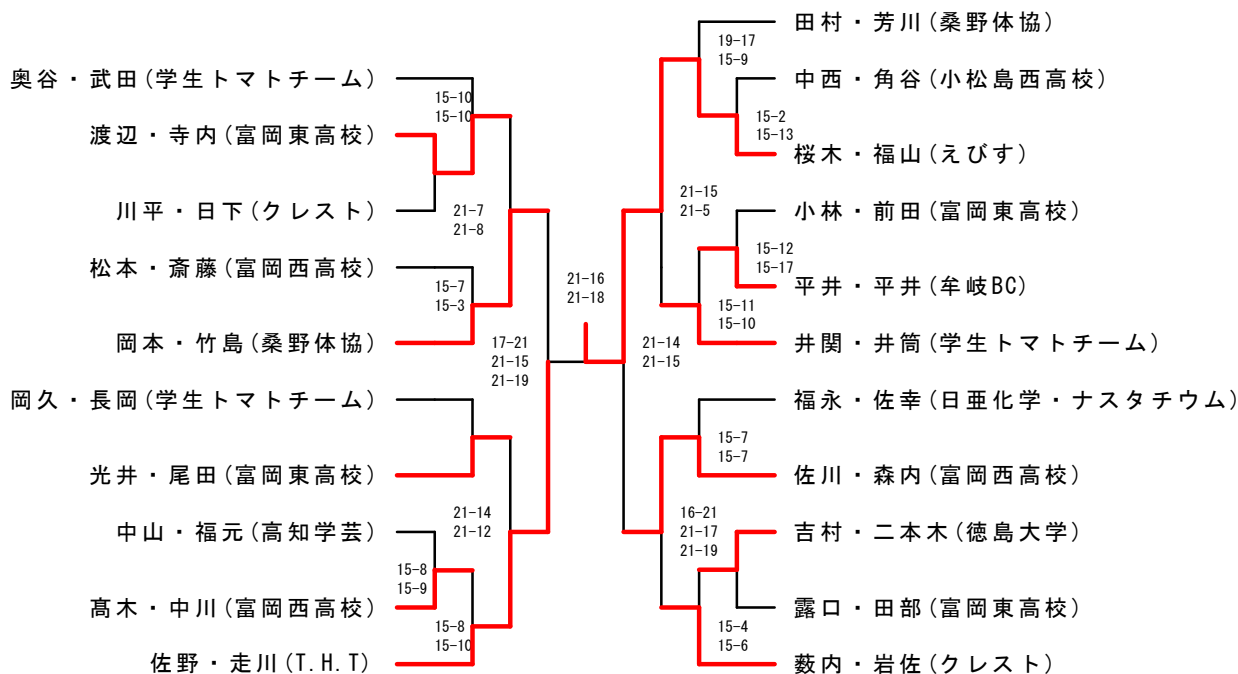 奥谷・武田(学生トマトチーム)
15-10
15-10
渡辺・寺内(富岡東高校)
川平・日下(クレスト)
21-7
21-8
松本・斎藤(富岡西高校)
15-7
15-3
岡本・竹島(桑野体協)
17-21
21-15
21-19
岡久・長岡(学生トマトチーム)
光井・尾田(富岡東高校)
21-14
21-12
中山・福元(高知学芸)
15-8
15-9
髙木・中川(富岡西高校)
15-8
15-10
佐野・走川(T.H.T)
21-16
21-18
田村・芳川(桑野体協)
19-17
15-9
中西・角谷(小松島西高校)
15-2
15-13
桜木・福山(えびす)
21-15
21-5
小林・前田(富岡東高校)
15-12
15-17
平井・平井(牟岐BC)
15-11
15-10
井関・井筒(学生トマトチーム)
21-14
21-15
福永・佐幸(日亜化学・ナスタチウム)
15-7
15-7
佐川・森内(富岡西高校)
16-21
21-17
21-19
吉村・二本木(徳島大学)
露口・田部(富岡東高校)
15-4
15-6
薮内・岩佐(クレスト)